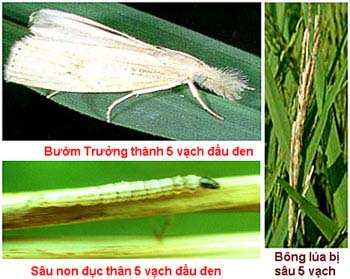 Bướm Trưởng thành 5 vạch đầu đen
Sâu non đục thân 5 vạch đầu đen
Bông lúa bị
sâu 5 vạch